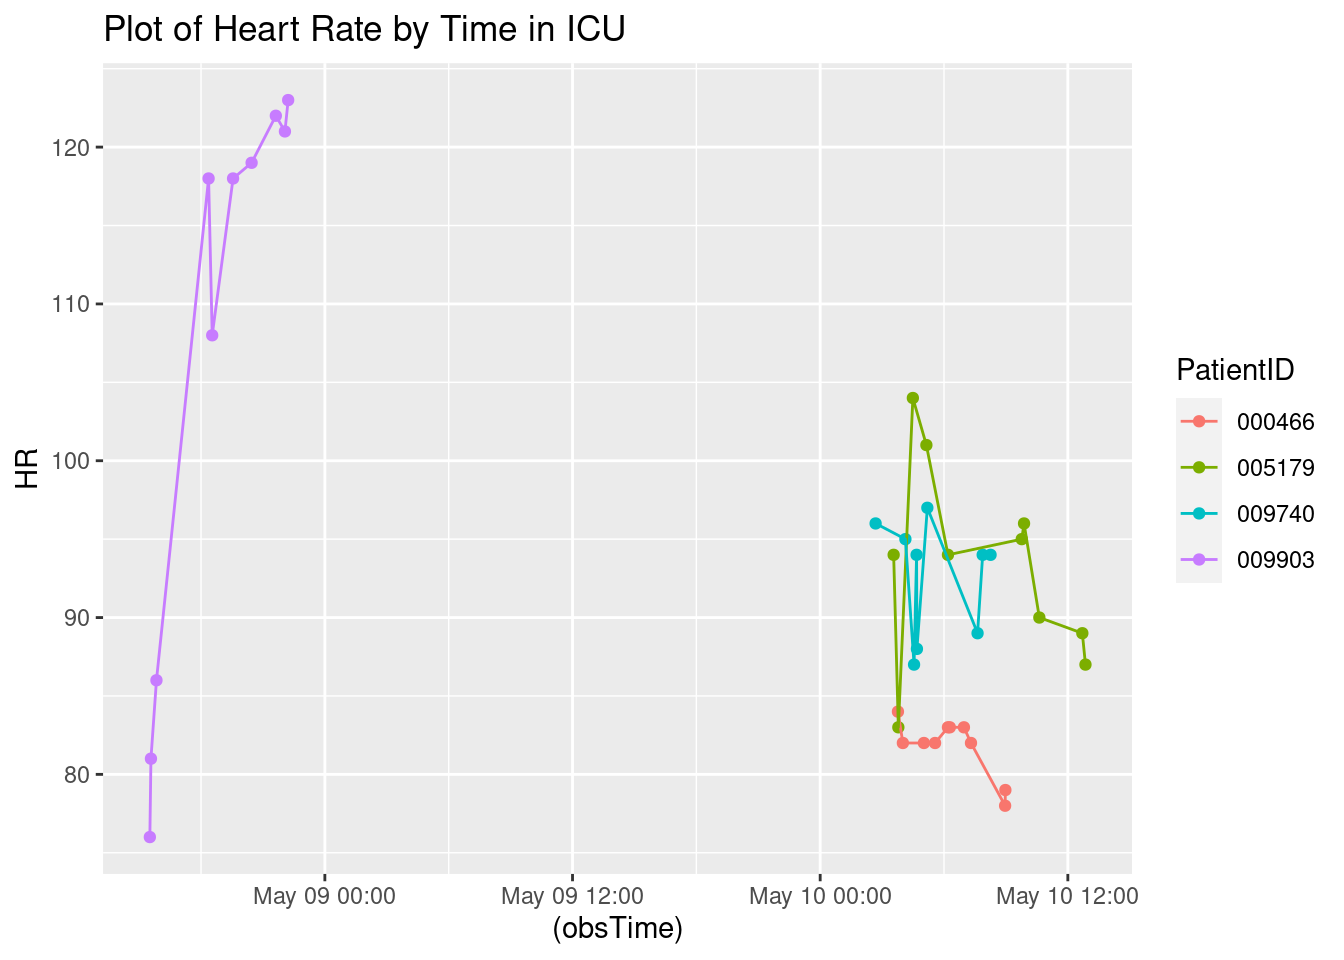 Plot of Heart Rate by Time in ICU
120
110
100
90
80
HR
May 09 00:00
May 09 12:00
May 10 00:00
May 10 12:00
(obsTime)
PatientID
000466
005179
009740
009903